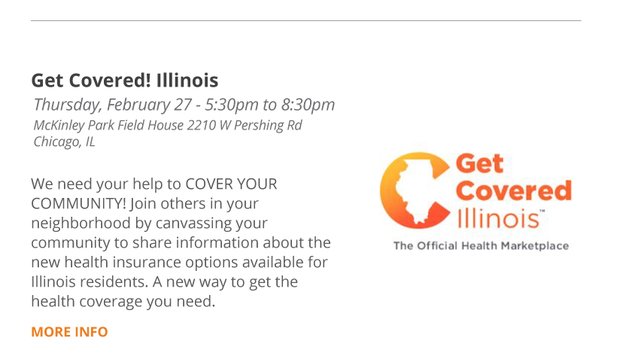 Get Covered! Illinois
Thursday, February 27 - 5:30pm to 8:30pm
McKinley Park Field House 2210 W Pershing Rd
Chicago, IL
We need your help to COVER YOUR
COMMUNITY! Join others in your
neighborhood by canvassing your
community to share information about the
new health insurance options available for
Illinois residents. A new way to get the
health coverage you need.
MORE INFO
Get
Covered
Illinois™
The Official Health Marketplace